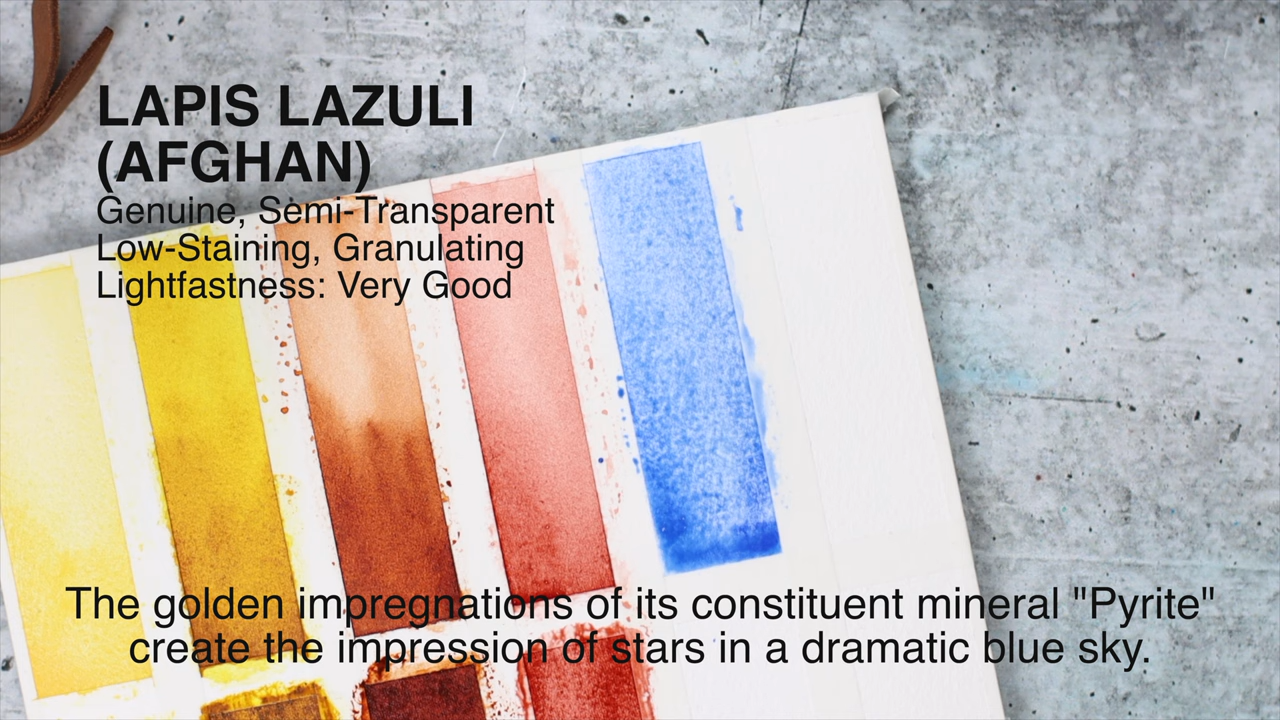 LAPIS LAZULI
(AFGHAN)
Genuine, Semi-Transparent
Low-Staining, Granulating
Lightfastness: Very Good
The golden impregnations of its constituent mineral "Pyrite"
create the impression of stars in a dramatic blue sky.